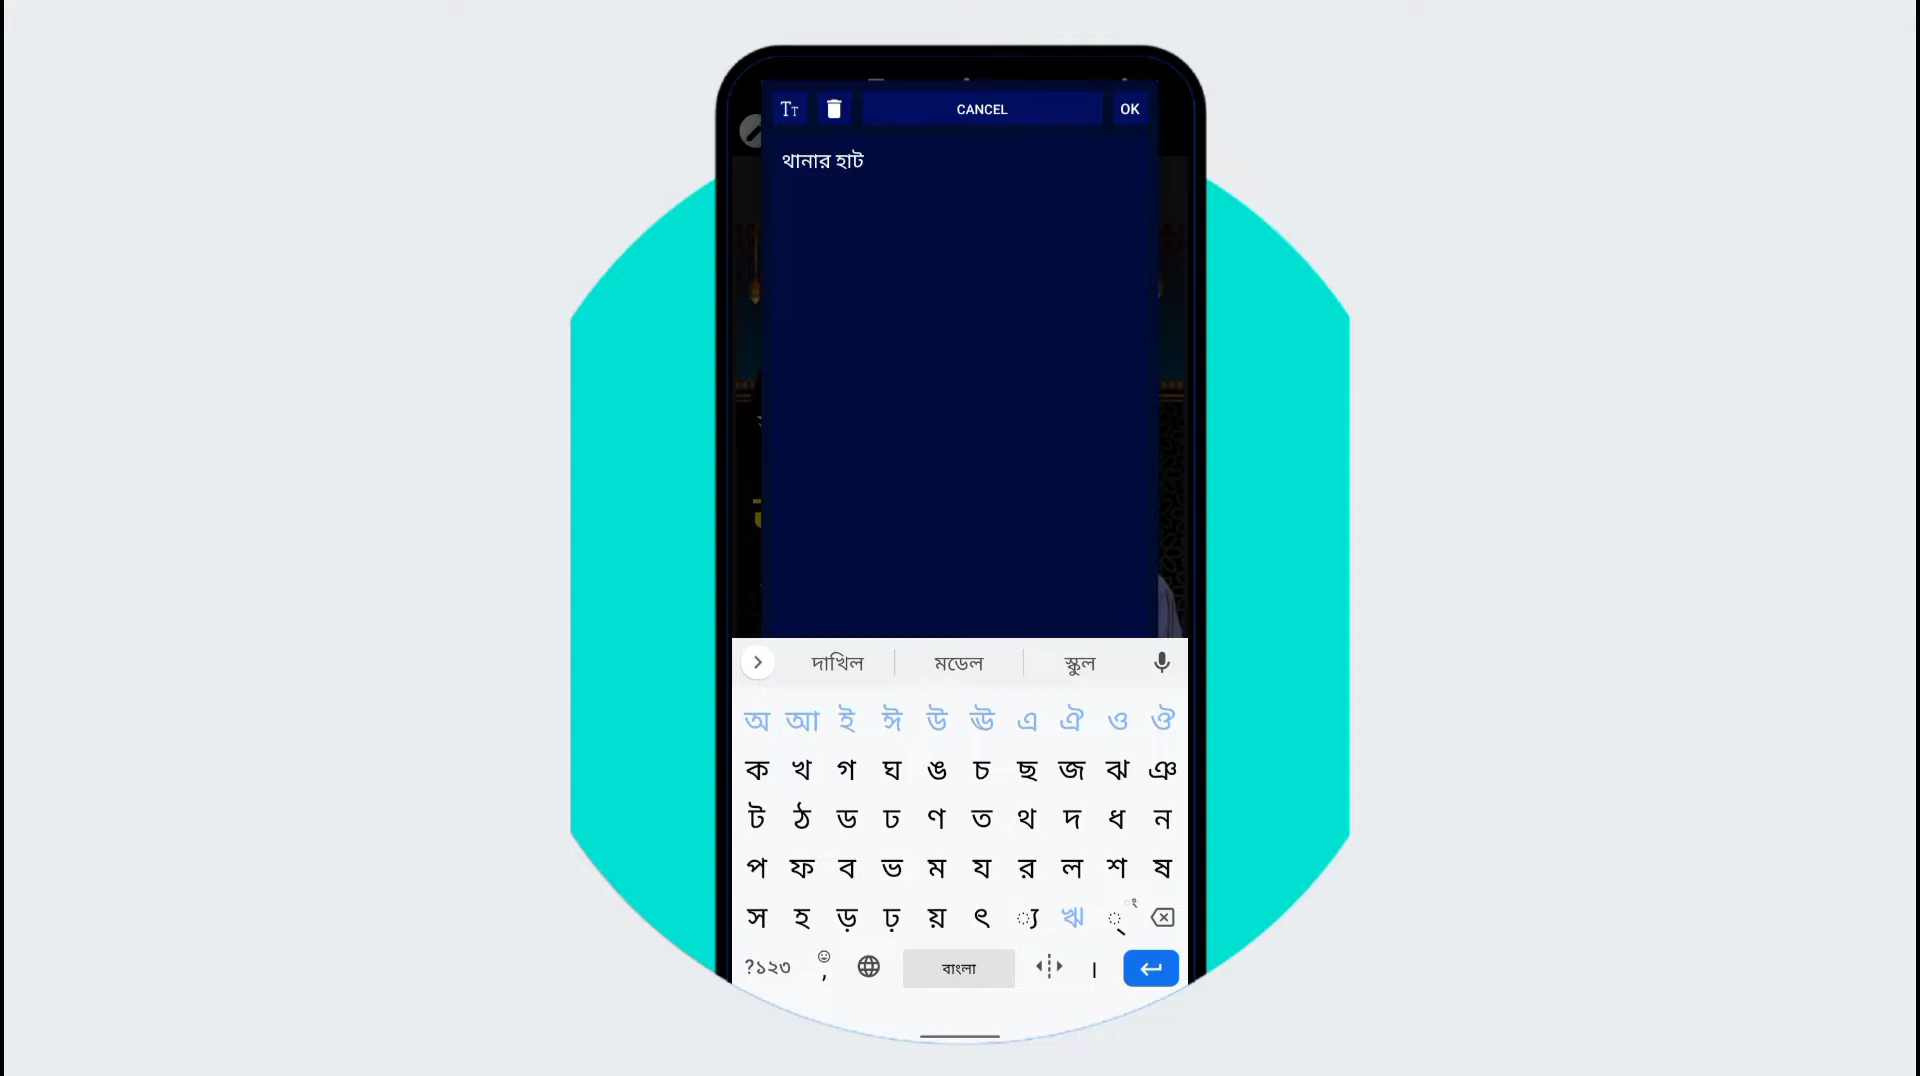 Tт CANCEL OK
থানার হাট
দাখিল মডেল স্কুল
অ আ ই ঈ উ ঊ এ ঐ ও ঔ
ক খ গ ঘ ঙ চ ছ জ ঝ ঞ
ট ঠ ড ঢ ণ ত থ দ ধ ন
প ফ ব ভ ম য র ল শ ষ
স হ ড় ঢ় য় ৎ ্য ঋ ্ ং
?১২৩ , বাংলা ।